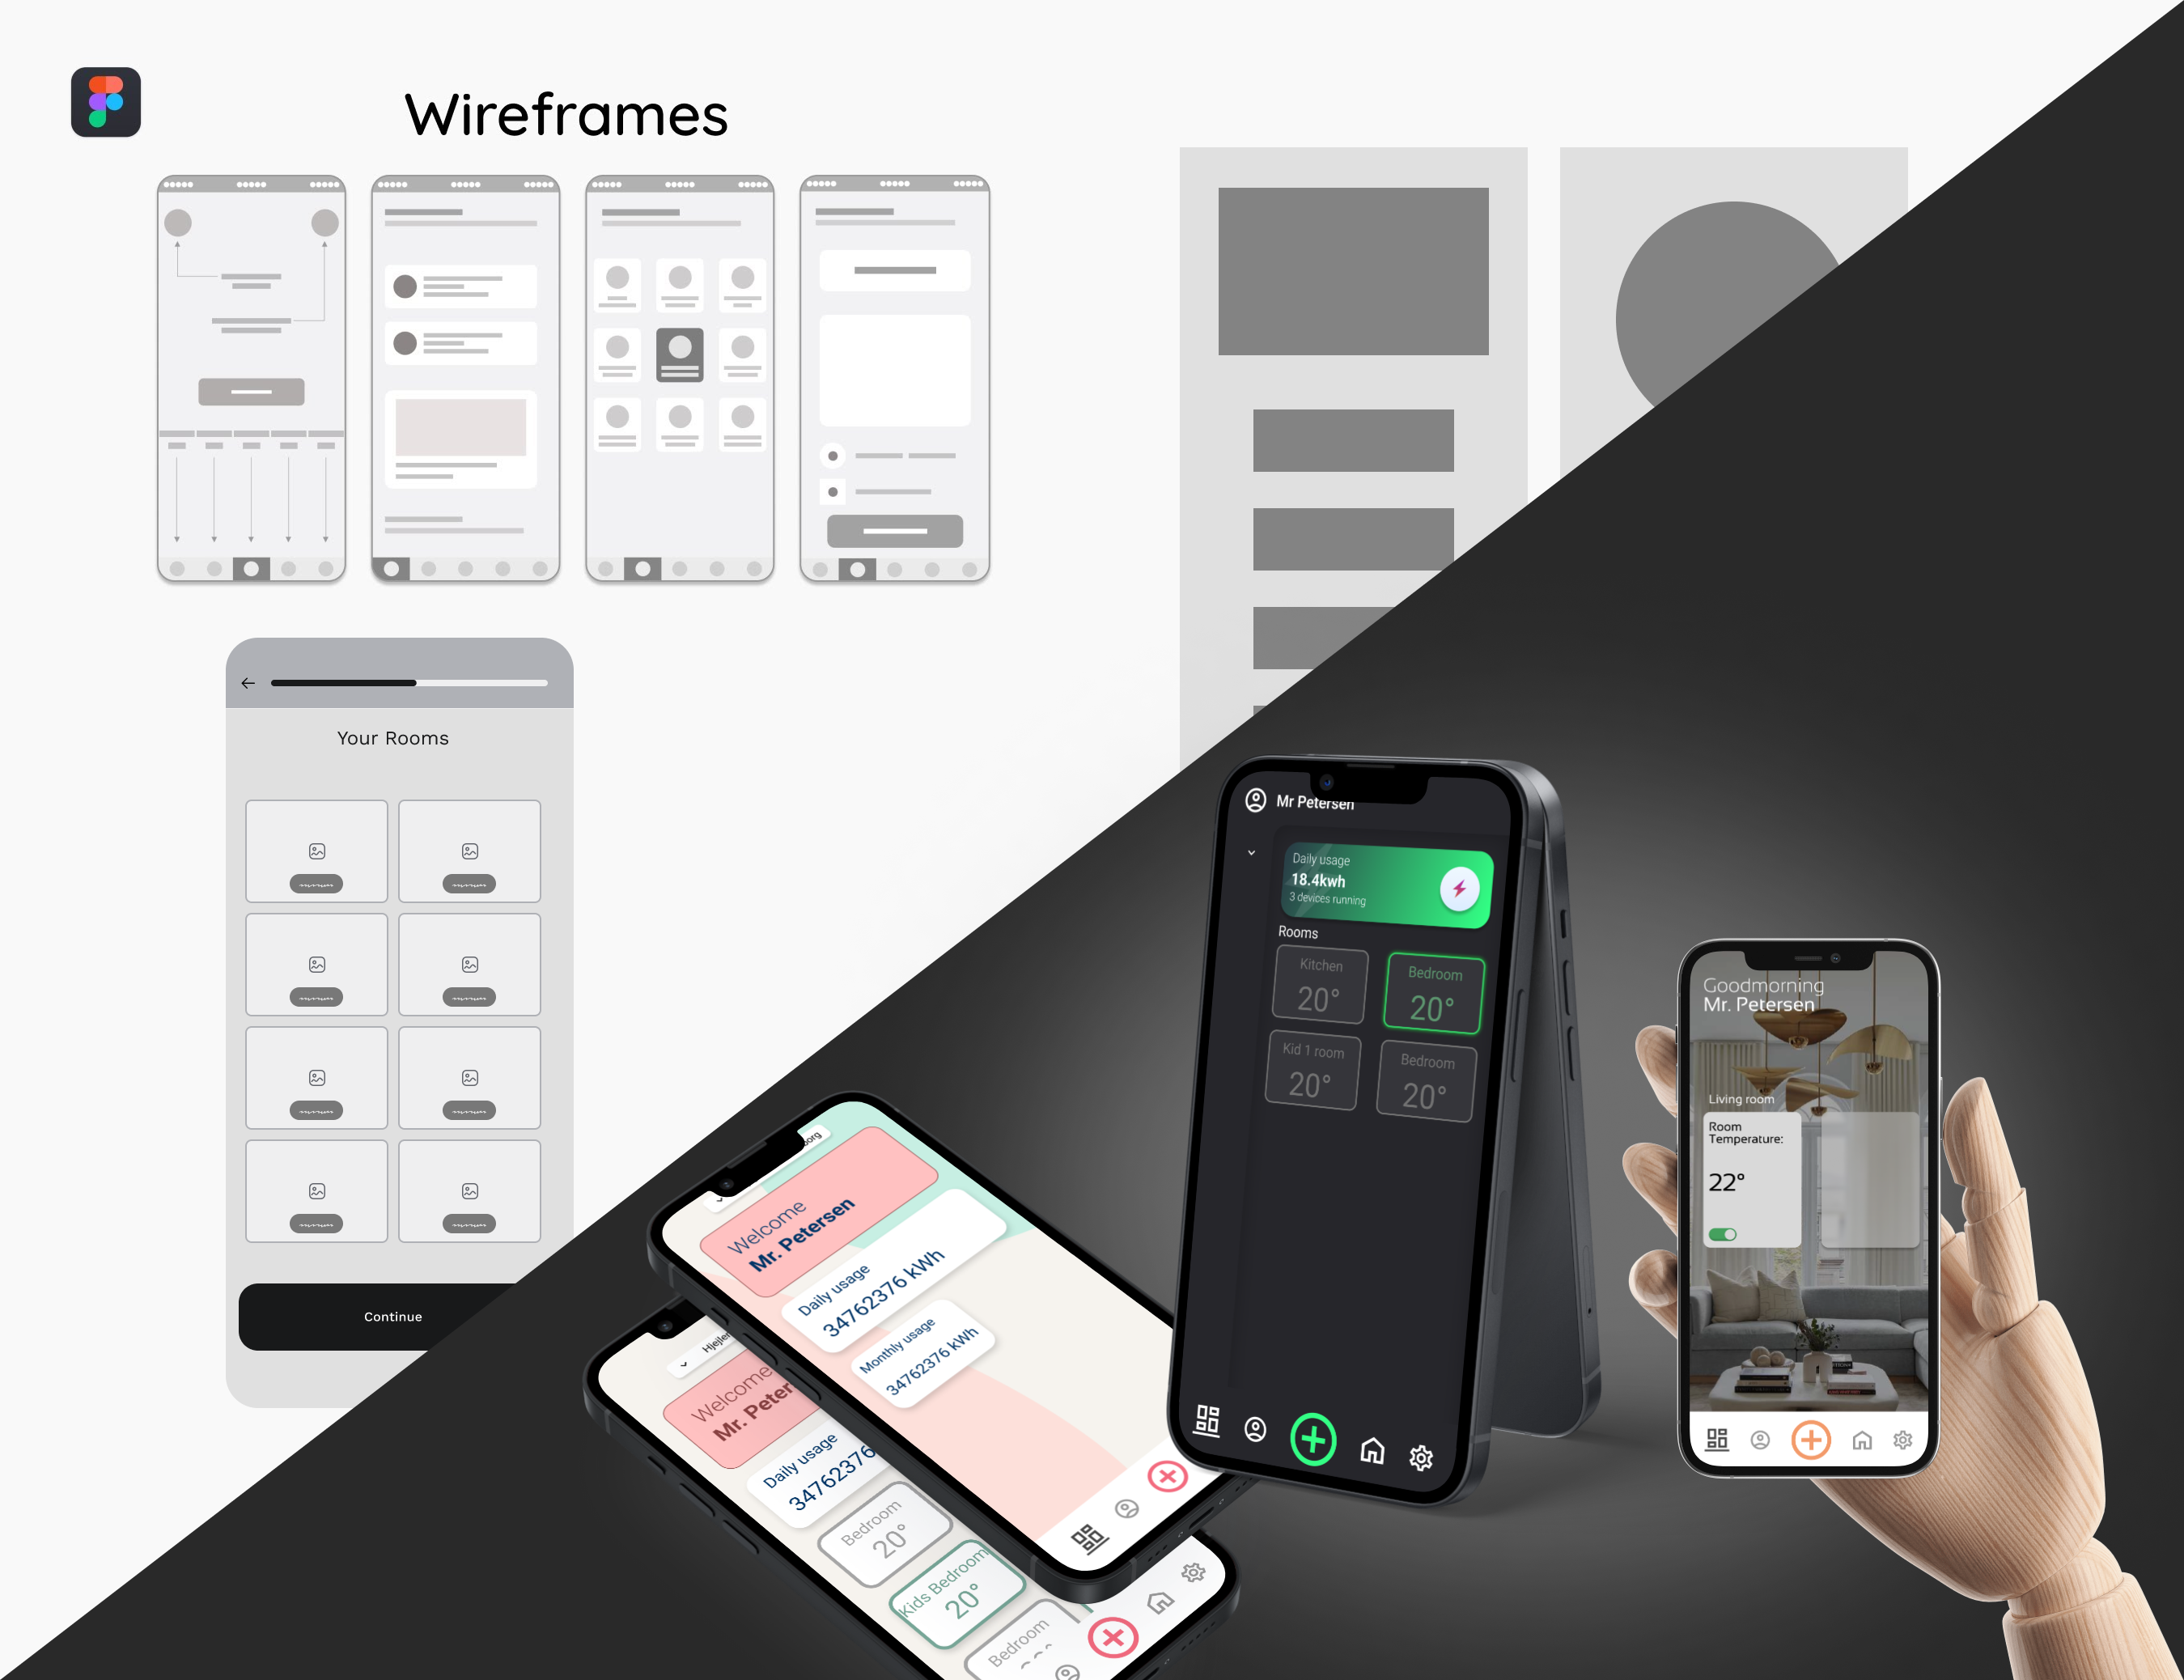 Wireframes
Your Rooms
Continue
Mr Petersen
Daily usage
18.4kwh
3 devices running
Rooms
Kitchen
20°
Bedroom
20°
Kid 1 room
20°
Bedroom
20°
Goodmorning
Mr. Petersen
Living room
Room
Temperature:
22°
Welcome
Mr. Petersen
Daily usage
34762376 kWh
Monthly usage
34762376 kWh
Welcome
Daily usage
34762376
Bedroom
20°
Kids Bedroom
20°
Bedroom